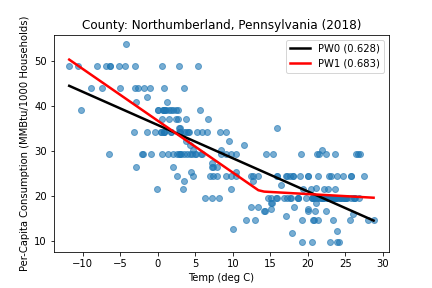 County: Northumberland, Pennsylvania (2018)
PW0 (0.628)
PW1 (0.683)
Per-Capita Consumption (MMBtu/1000 Households)
50
40
30
20
10
−10
−5
0
5
10
15
20
25
30
Temp (deg C)